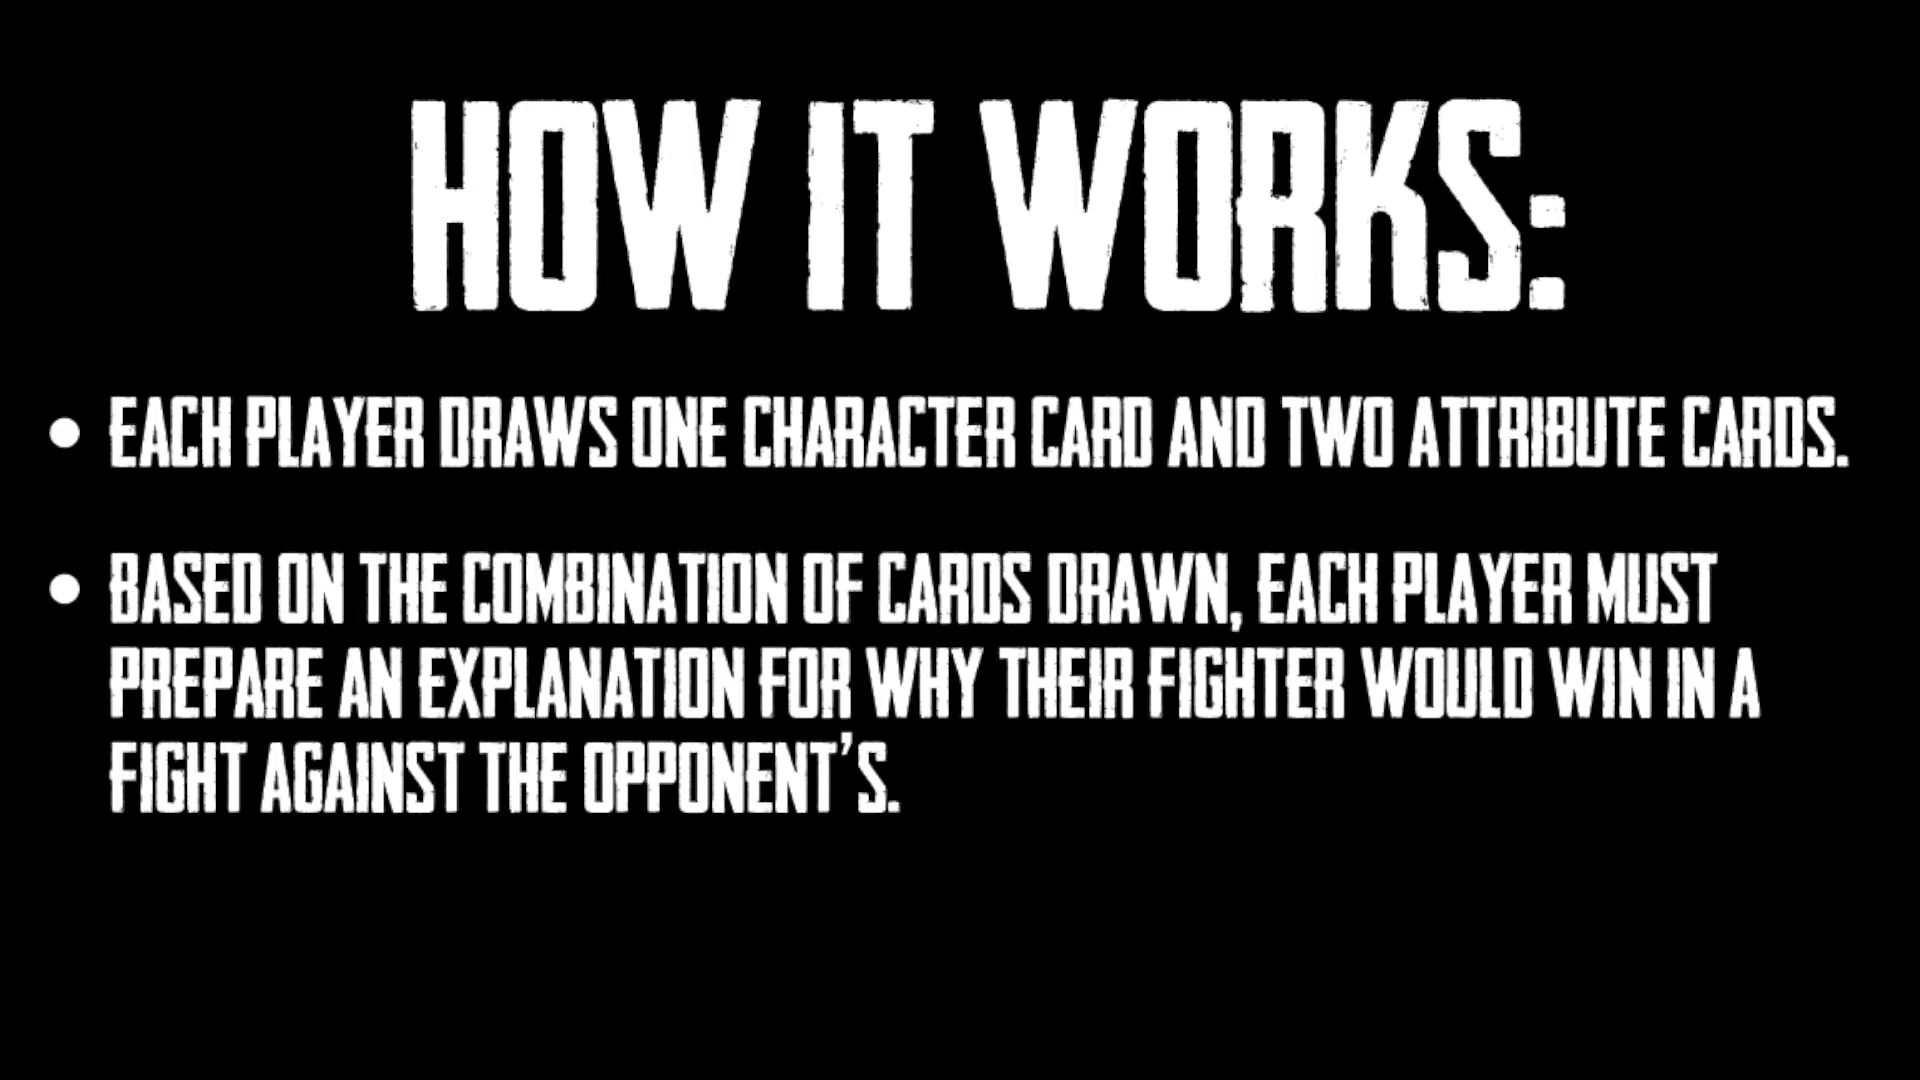 HOW IT WORKS:
• EACH PLAYER DRAWS ONE CHARACTER CARD AND TWO ATTRIBUTE CARDS.
• BASED ON THE COMBINATION OF CARDS DRAWN, EACH PLAYER MUST
PREPARE AN EXPLANATION FOR WHY THEIR FIGHTER WOULD WIN IN A
FIGHT AGAINST THE OPPONENT'S.